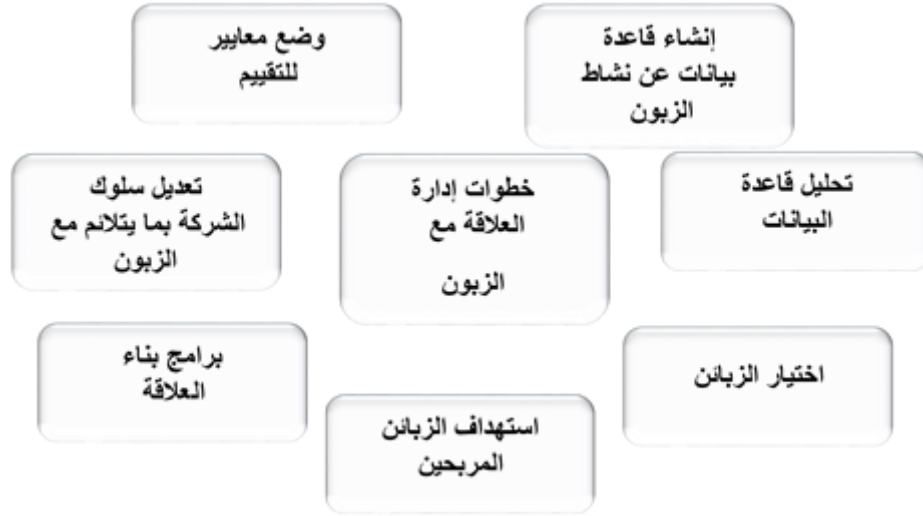 إنشاء قاعدة
بيانات عن نشاط
الزبون
وضع معايير
للتقييم
تحليل قاعدة
البيانات
خطوات إدارة
العلاقة مع
الزبون
تعديل سلوك
الشركة بما يتلائم مع
الزبون
اختيار الزبائن
برامج بناء
العلاقة
استهداف الزبائن
المربحين